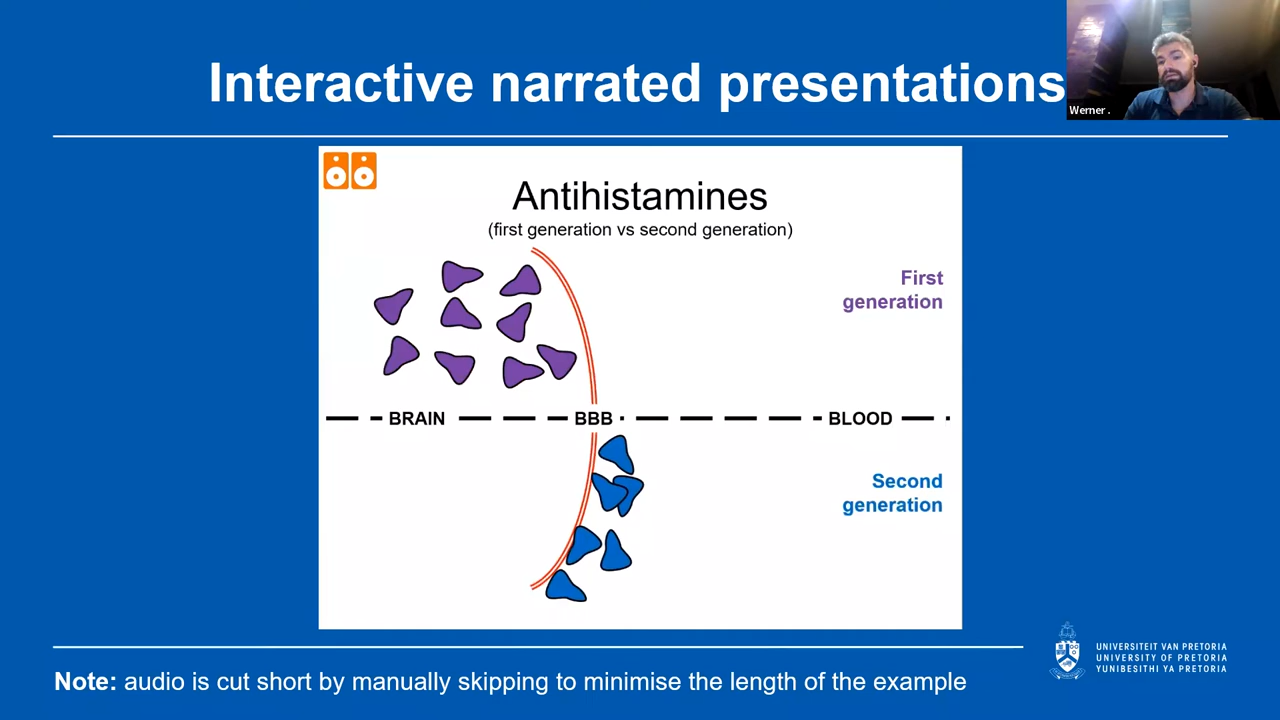 Interactive narrated presentations
Werner .
Antihistamines
(first generation vs second generation)
First
generation
BRAIN
BBB
BLOOD
Second
generation
UNIVERSITEIT VAN PRETORIA
UNIVERSITY OF PRETORIA
YUNIBESITHI YA PRETORIA
Note: audio is cut short by manually skipping to minimise the length of the example